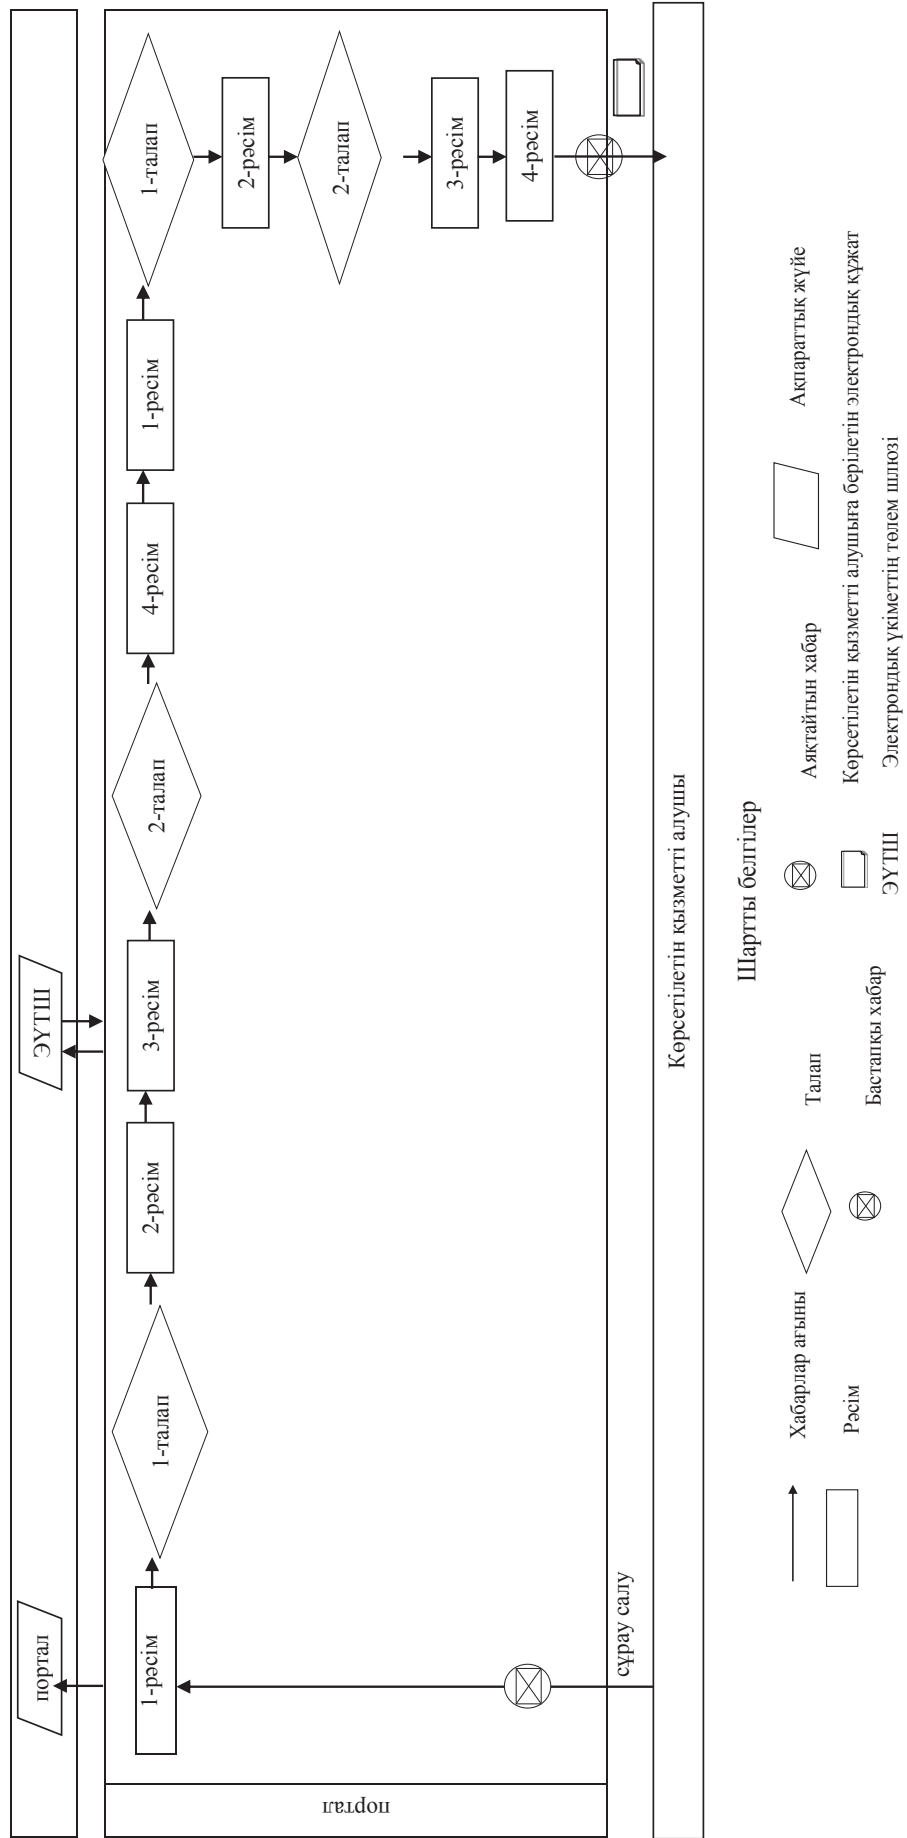 портал
ЭҮТШ
портал
1-рәсім
1-талап
2-рәсім
3-рәсім
2-талап
4-рәсім
1-рәсім
1-талап
2-рәсім
2-талап
3-рәсім
4-рәсім
сұрау салу
Көрсетілетін қызметті алушы
Шартты белгілер
Хабарлар ағыны
Талап
Аяқтайтын хабар
Ақпараттық жүйе
Рәсім
Бастапқы хабар
Көрсетілетін қызметті алушыға берілетін электрондық құжат
ЭҮТШ
Электрондық үкіметтің төлем шлюзі